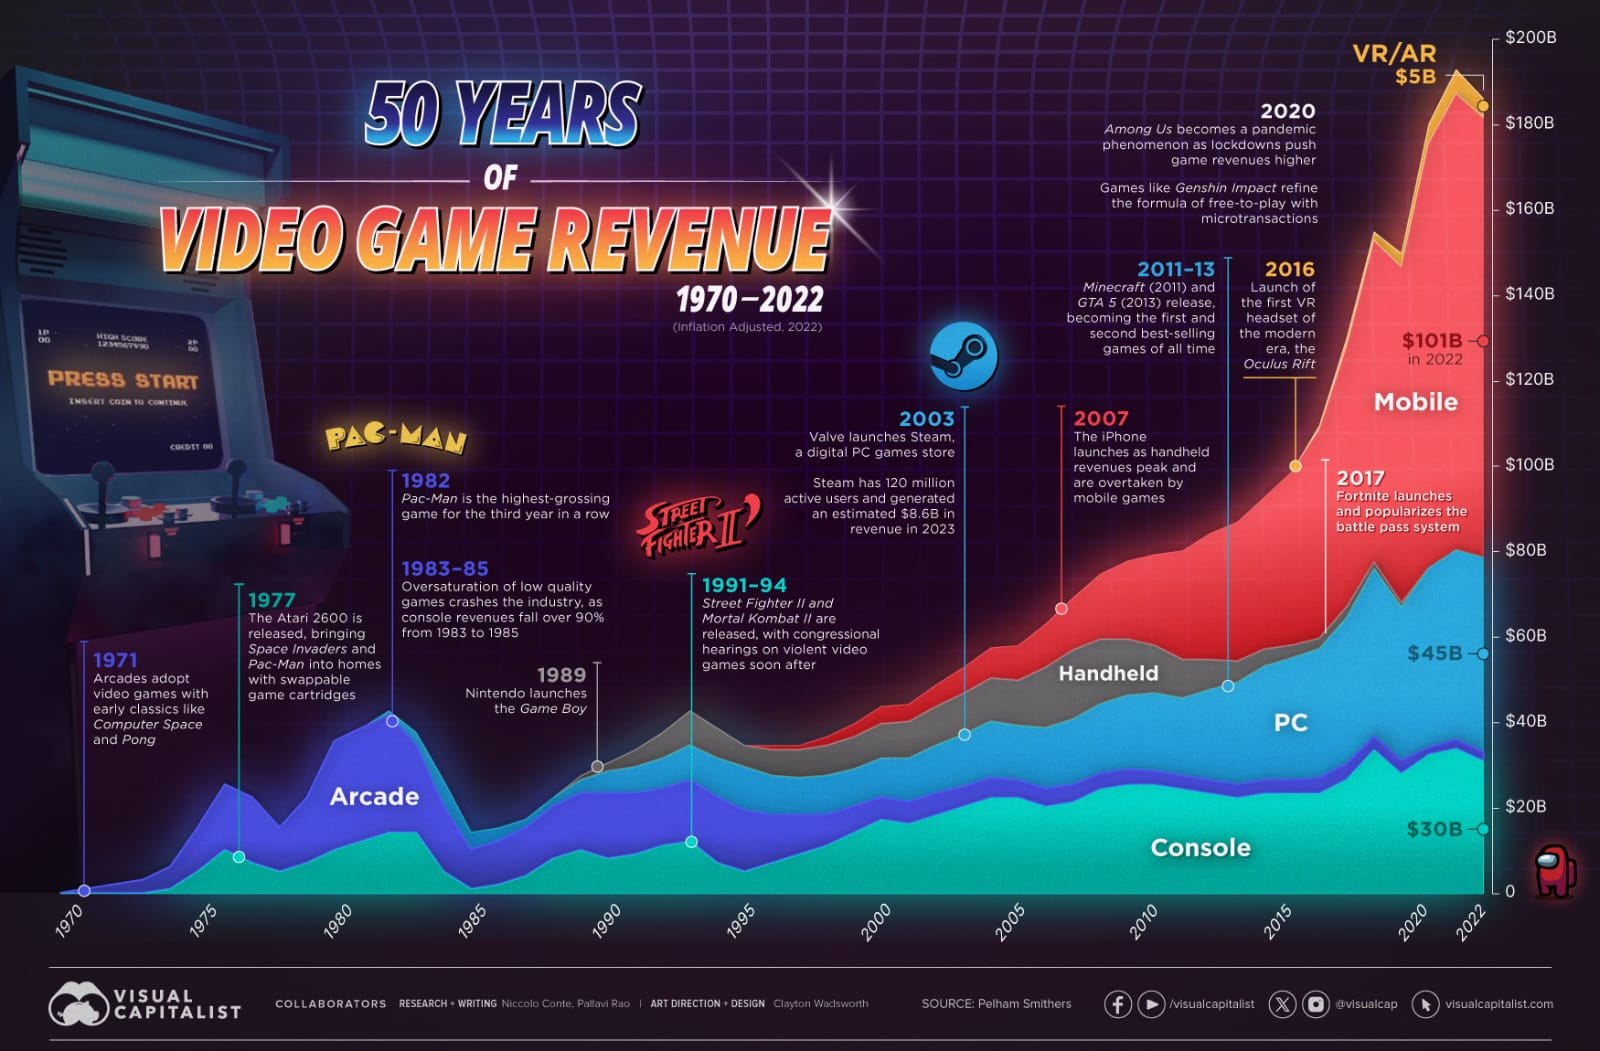 50 YEARS
OF
VIDEO GAME REVENUE
1970–2022
(Inflation Adjusted, 2022)
1P
00
HIGH SCORE
1234567890
2P
00
PRESS START
INSERT COIN TO CONTINUE
CREDIT 00
PAC-MAN
STREET
FIGHTER II'
1971
Arcades adopt
video games with
early classics like
Computer Space
and Pong
1977
The Atari 2600 is
released, bringing
Space Invaders and
Pac-Man into homes
with swappable
game cartridges
1982
Pac-Man is the highest-grossing
game for the third year in a row
1983–85
Oversaturation of low quality
games crashes the industry, as
console revenues fall over 90%
from 1983 to 1985
1989
Nintendo launches
the Game Boy
1991–94
Street Fighter II and
Mortal Kombat II are
released, with congressional
hearings on violent video
games soon after
2003
Valve launches Steam,
a digital PC games store
Steam has 120 million
active users and generated
an estimated $8.6B in
revenue in 2023
2007
The iPhone
launches as handheld
revenues peak and
are overtaken by
mobile games
2011–13
Minecraft (2011) and
GTA 5 (2013) release,
becoming the first and
second best-selling
games of all time
2016
Launch of
the first VR
headset of
the modern
era, the
Oculus Rift
2017
Fortnite launches
and popularizes the
battle pass system
2020
Among Us becomes a pandemic
phenomenon as lockdowns push
game revenues higher
Games like Genshin Impact refine
the formula of free-to-play with
microtransactions
VR/AR
$5B
$101B
in 2022
Mobile
Handheld
$45B
PC
Arcade
$30B
Console
$200B
$180B
$160B
$140B
$120B
$100B
$80B
$60B
$40B
$20B
0
1970
1975
1980
1985
1990
1995
2000
2005
2010
2015
2020
2022
VISUAL
CAPITALIST
COLLABORATORS RESEARCH + WRITING Niccolo Conte, Pallavi Rao | ART DIRECTION + DESIGN Clayton Wadsworth
SOURCE: Pelham Smithers
/visualcapitalist
@visualcap
visualcapitalist.com